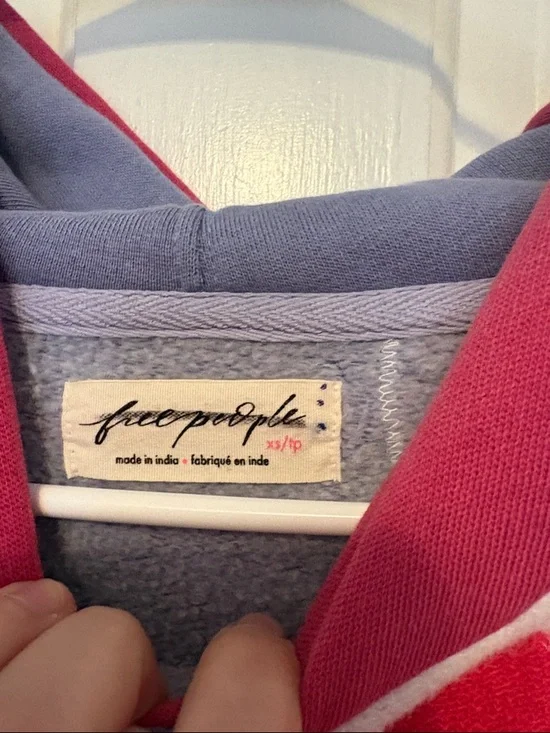 free people
xs/tp
made in india • fabriqué en inde